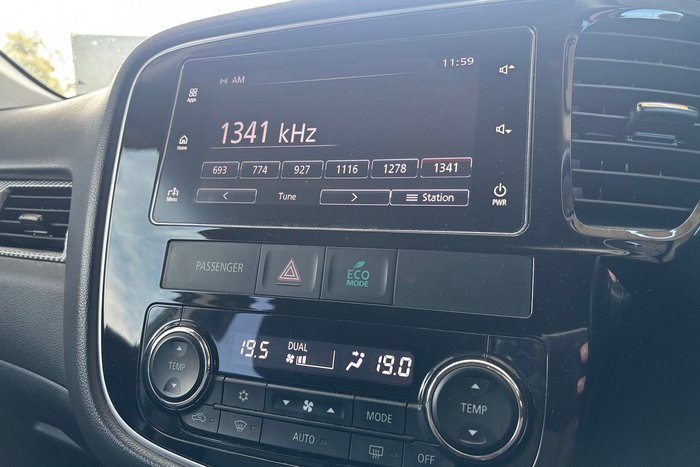 AM
11:59
Apps
1341 kHz
Home
693 774 927 1116 1278 1341
Menu
< Tune > Station
PWR
PASSENGER
ECO
MODE
19.5 DUAL 19.0
TEMP
TEMP
MODE
AUTO
OFF